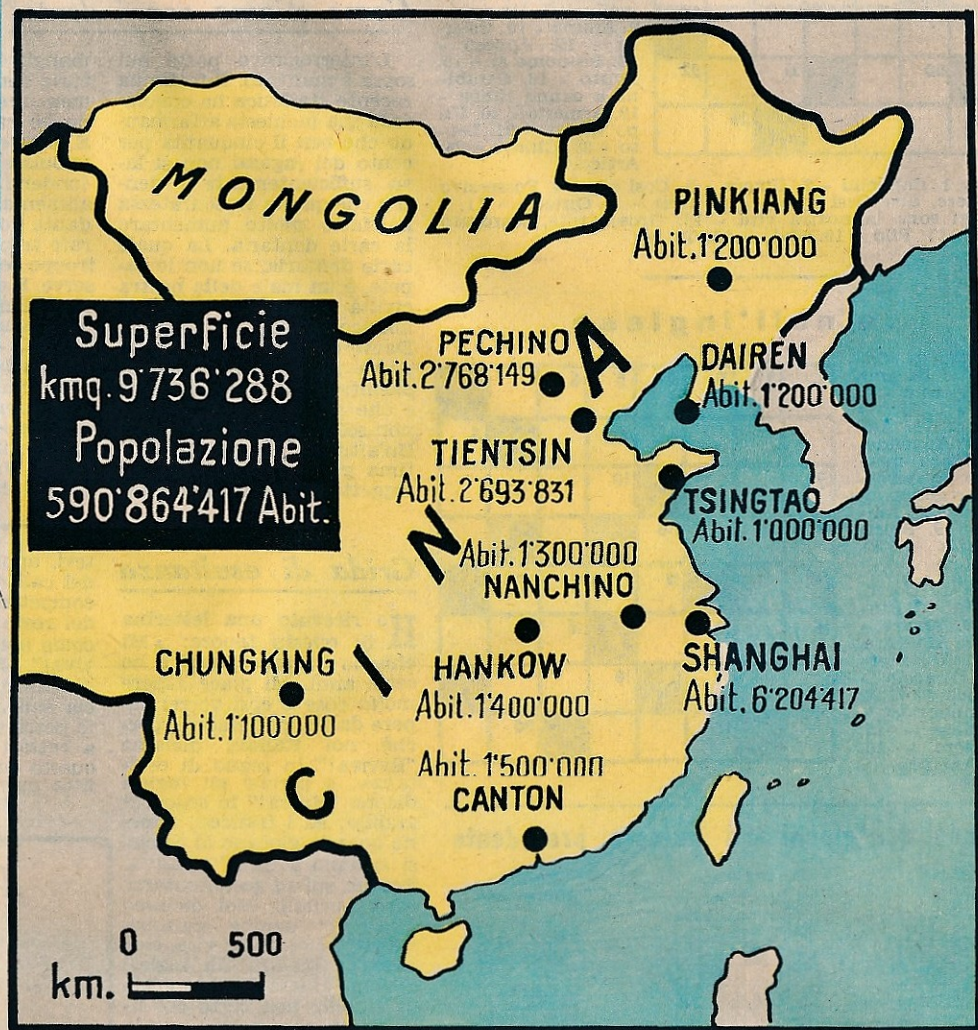 MONGOLIA
PINKIANG
Abit.1'200'000
Superficie
kmq.9'736'288
Popolazione
590'864'417 Abit.
PECHINO
Abit.2'768'149
DAIREN
Abit.1'200'000
TIENTSIN
Abit.2'693'831
TSINGTAO
Abit.1'000'000
Abit.1'300'000
NANCHINO
CHUNGKING
Abit.1'100'000
HANKOW
Abit.1'400'000
SHANGHAI
Abit.6'204'417
Abit.1'500'000
CANTON
CINA
0 500
km.